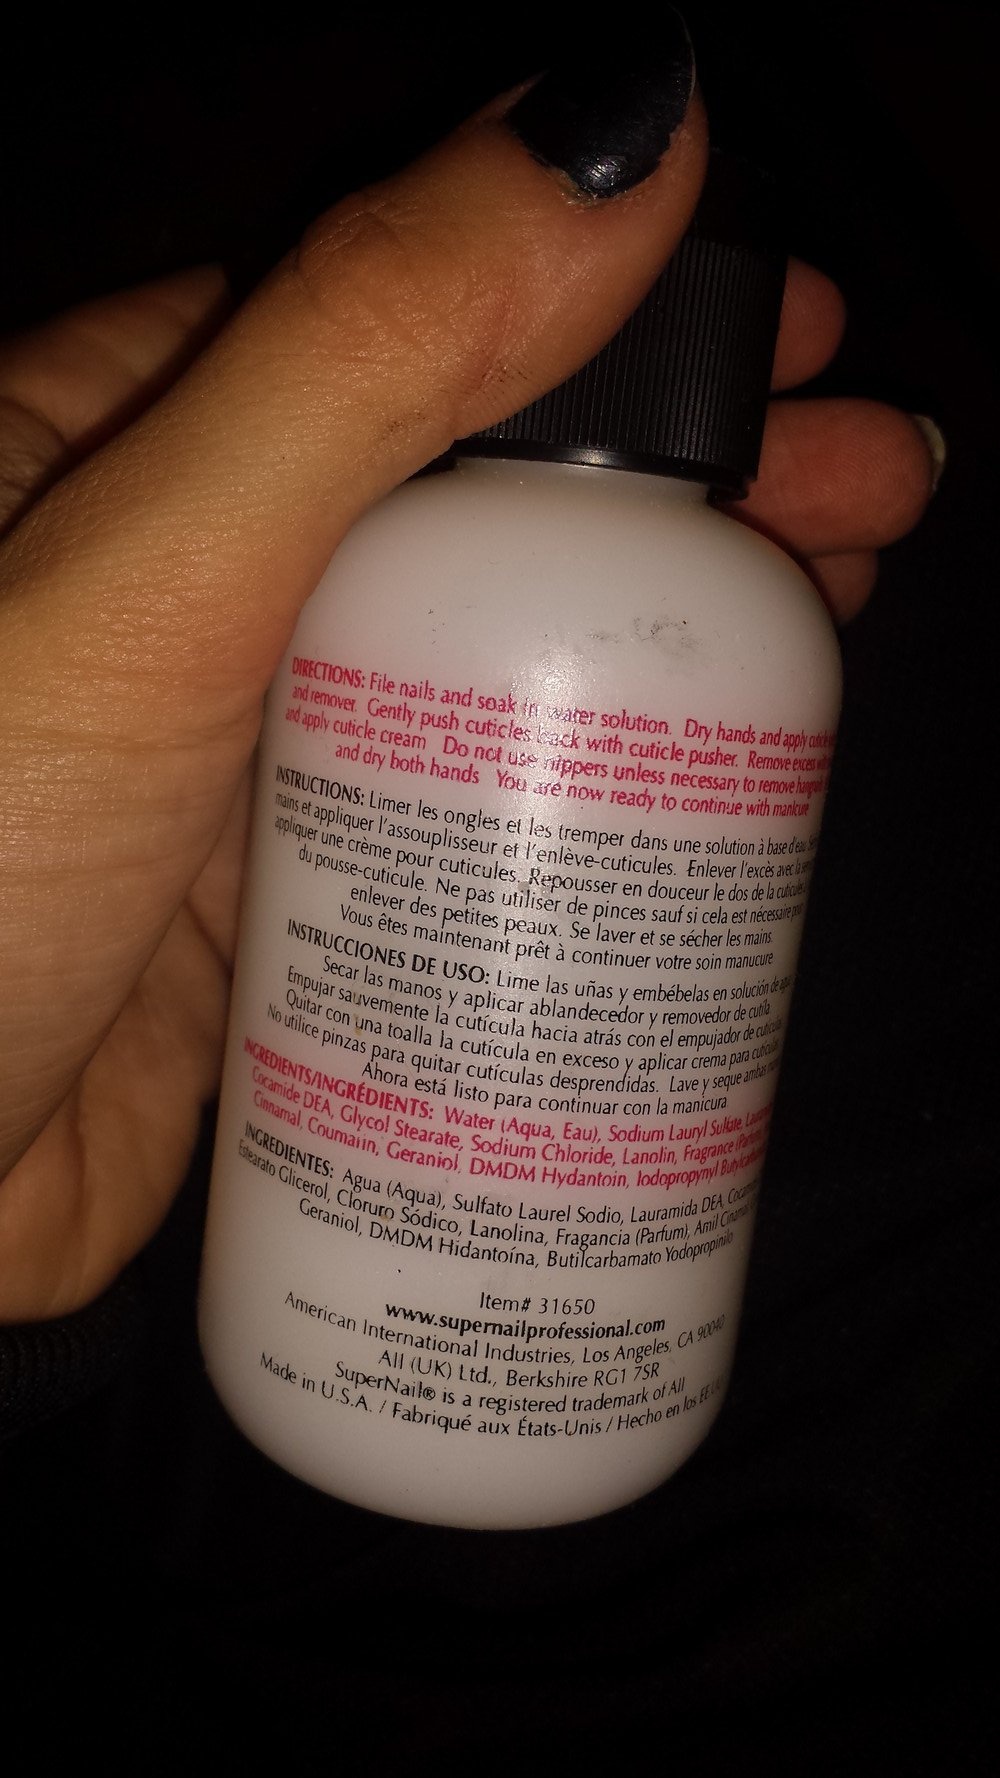 DIRECTIONS: File nails and soak in water solution. Dry hands and apply
and remover. Gently push cuticles back with cuticle pusher. Remove excess
and apply cuticle cream Do not use nippers unless necessary to remove
and dry both hands You are now ready to continue with manicure
INSTRUCTIONS: Limer les ongles et les tremper dans une solution à base d'eau.
mains et appliquer l'assouplisseur et l'enlève-cuticules. Enlever l'excès avec la
appliquer une crème pour cuticules. Repousser en douceur le dos de la
du pousse-cuticule. Ne pas utiliser de pinces sauf si cela est nécessaire
enlever des petites peaux. Se laver et se sécher les mains.
Vous êtes maintenant prêt à continuer votre soin manucure
INSTRUCCIONES DE USO: Lime las uñas y embébelas en solución de
Secar las manos y aplicar ablandecedor y removedor de cutíla
Empujar sauvemente la cutícula hacia atrás con el empujador de
Quitar con una toalla la cutícula en exceso y aplicar crema para
No utilice pinzas para quitar cutículas desprendidas. Lave y seque
Ahora está listo para continuar con la manicura
INGREDIENTS/INGRÉDIENTS: Water (Aqua, Eau), Sodium Lauryl Sulfate,
Cocamide DEA, Glycol Stearate, Sodium Chloride, Lanolin, Fragrance
Cinnamal, Coumarin, Geraniol, DMDM Hydantoin, Iodopropynyl
INGREDIENTES: Agua (Aqua), Sulfato Laurel Sodio, Lauramida DEA,
Estearato Glicerol, Cloruro Sódico, Lanolina, Fragancia (Parfum), Amil
Geraniol, DMDM Hidantoína, Butilcarbamato Yodopropinilo
Item# 31650
www.supernailprofessional.com
American International Industries, Los Angeles, CA 90040
AII (UK) Ltd., Berkshire RG1 7SR
SuperNail® is a registered trademark of AII
Made in U.S.A. / Fabriqué aux États-Unis / Hecho en los